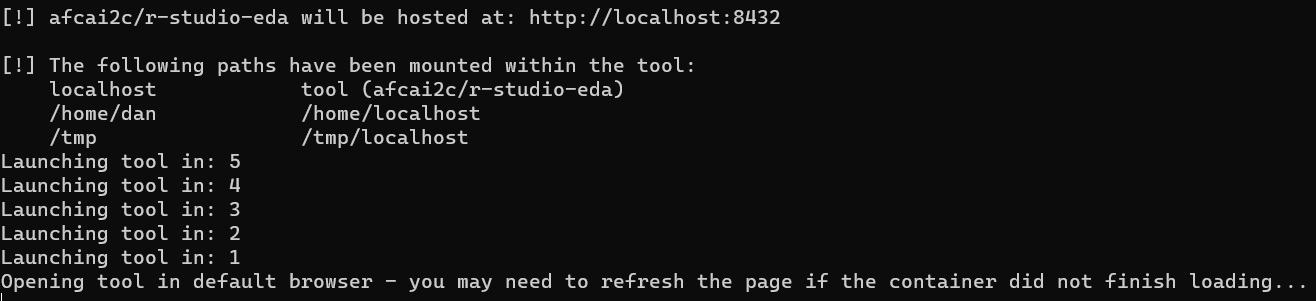 [!] afcai2c/r-studio-eda will be hosted at: http://localhost:8432
[!] The following paths have been mounted within the tool:
localhost            tool (afcai2c/r-studio-eda)
/home/dan            /home/localhost
/tmp                 /tmp/localhost
Launching tool in: 5
Launching tool in: 4
Launching tool in: 3
Launching tool in: 2
Launching tool in: 1
Opening tool in default browser - you may need to refresh the page if the container did not finish loading...